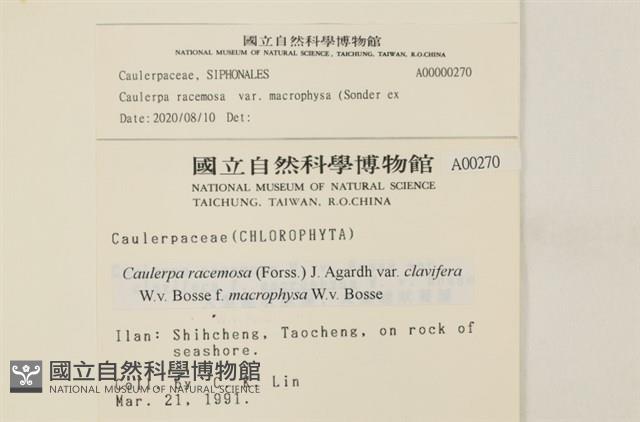 國立自然科學博物館
NATIONAL MUSEUM OF NATURAL SCIENCE, TAICHUNG, TAIWAN, R.O.CHINA
Caulerpaceae, SIPHONALES A00000270
Caulerpa racemosa var. macrophysa (Sonder ex
Date:2020/08/10 Det:
國立自然科學博物館 A00270
NATIONAL MUSEUM OF NATURAL SCIENCE
TAICHUNG, TAIWAN, R.O.CHINA
Caulerpaceae(CHLOROPHYTA)
Caulerpa racemosa (Forss.) J. Agardh var. clavifera
W.v. Bosse f. macrophysa W.v. Bosse
Ilan: Shihcheng, Taocheng, on rock of
seashore.
國立自然科學博物館
NATIONAL MUSEUM OF NATURAL SCIENCE
Coll. by Lin
Mar. 21, 1991.